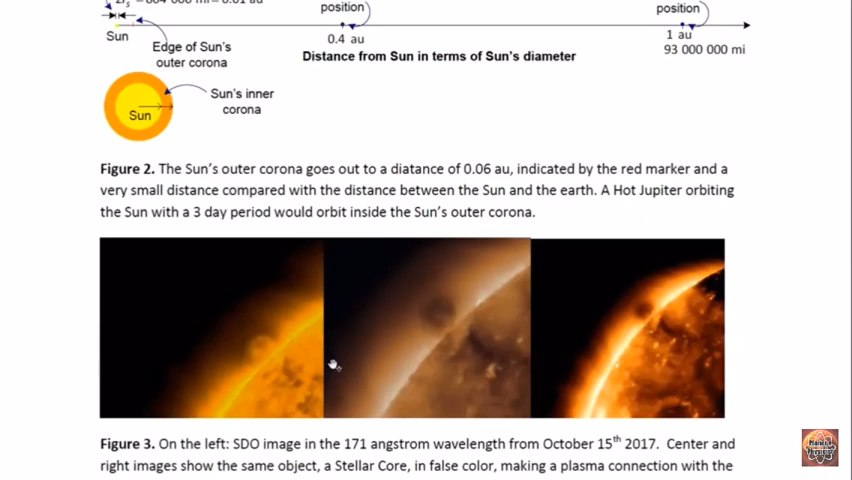 position
position
Sun
0.4 au
1 au
93 000 000 mi
Edge of Sun's
outer corona
Distance from Sun in terms of Sun's diameter
Sun
Sun's inner
corona
Figure 2. The Sun's outer corona goes out to a diatance of 0.06 au, indicated by the red marker and a
very small distance compared with the distance between the Sun and the earth. A Hot Jupiter orbiting
the Sun with a 3 day period would orbit inside the Sun's outer corona.
Figure 3. On the left: SDO image in the 171 angstrom wavelength from October 15th 2017. Center and
right images show the same object, a Stellar Core, in false color, making a plasma connection with the